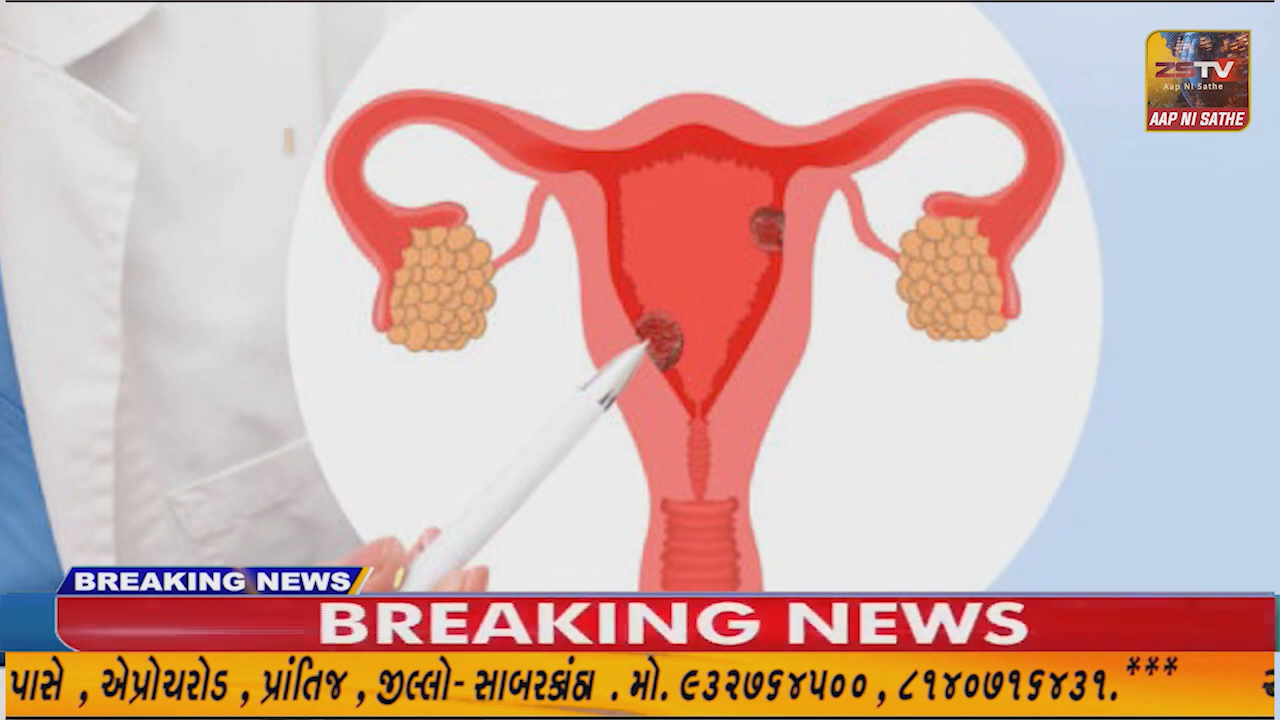 ZSTV
Aap Ni Sathe
AAP NI SATHE
BREAKING NEWS
BREAKING NEWS
પાસે , એપ્રોચરોડ , પ્રાંતિજ , જીલ્લો- સાબરકાંઠા . મો. ૯૩૨૭૬૪૫૦૦ , ૮૧૪૦૭૧૬૪૩૧. ***